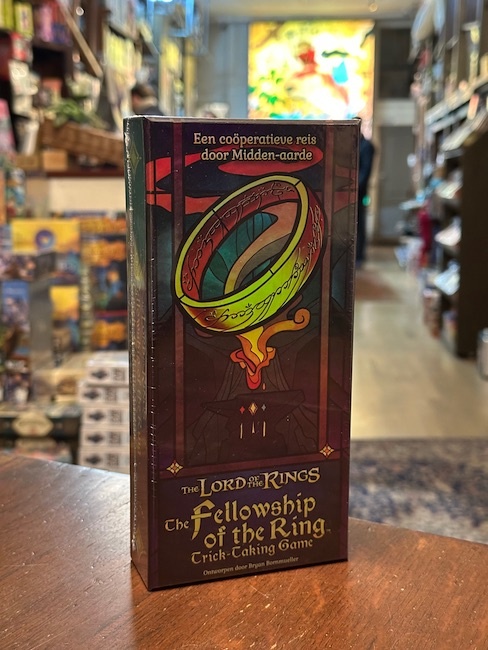 Een coöperatieve reis
door Midden-aarde
THE LORD OF THE RINGS
The Fellowship
of the Ring™
Trick-Taking Game
Ontworpen door Bryan Bornmueller